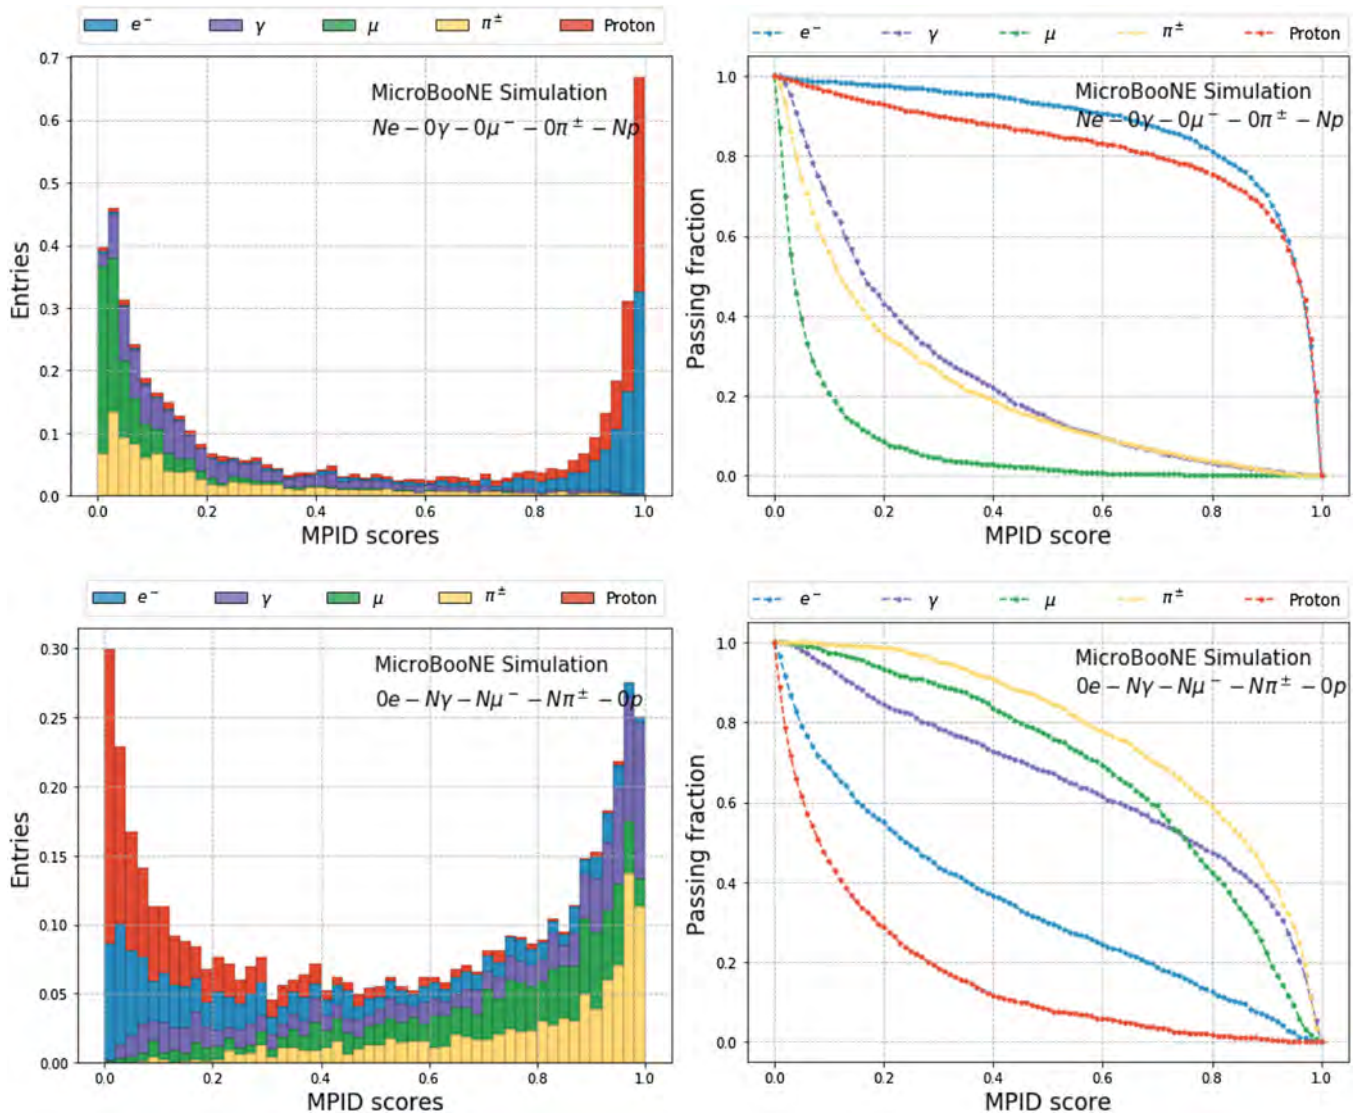 e⁻ γ μ π± Proton
0.7
0.6
0.5
0.4
0.3
0.2
0.1
0.0
Entries
MicroBooNE Simulation
Ne − 0γ − 0μ⁻ − 0π± − Np
0.0 0.2 0.4 0.6 0.8 1.0
MPID scores
e⁻ γ μ π± Proton
1.0
0.8
0.6
0.4
0.2
0.0
Passing fraction
MicroBooNE Simulation
Ne − 0γ − 0μ⁻ − 0π± − Np
0.0 0.2 0.4 0.6 0.8 1.0
MPID score
e⁻ γ μ π± Proton
0.30
0.25
0.20
0.15
0.10
0.05
0.00
Entries
MicroBooNE Simulation
0e − Nγ − Nμ⁻ − Nπ± − 0p
0.0 0.2 0.4 0.6 0.8 1.0
MPID scores
e⁻ γ μ π± Proton
1.0
0.8
0.6
0.4
0.2
0.0
Passing fraction
MicroBooNE Simulation
0e − Nγ − Nμ⁻ − Nπ± − 0p
0.0 0.2 0.4 0.6 0.8 1.0
MPID score